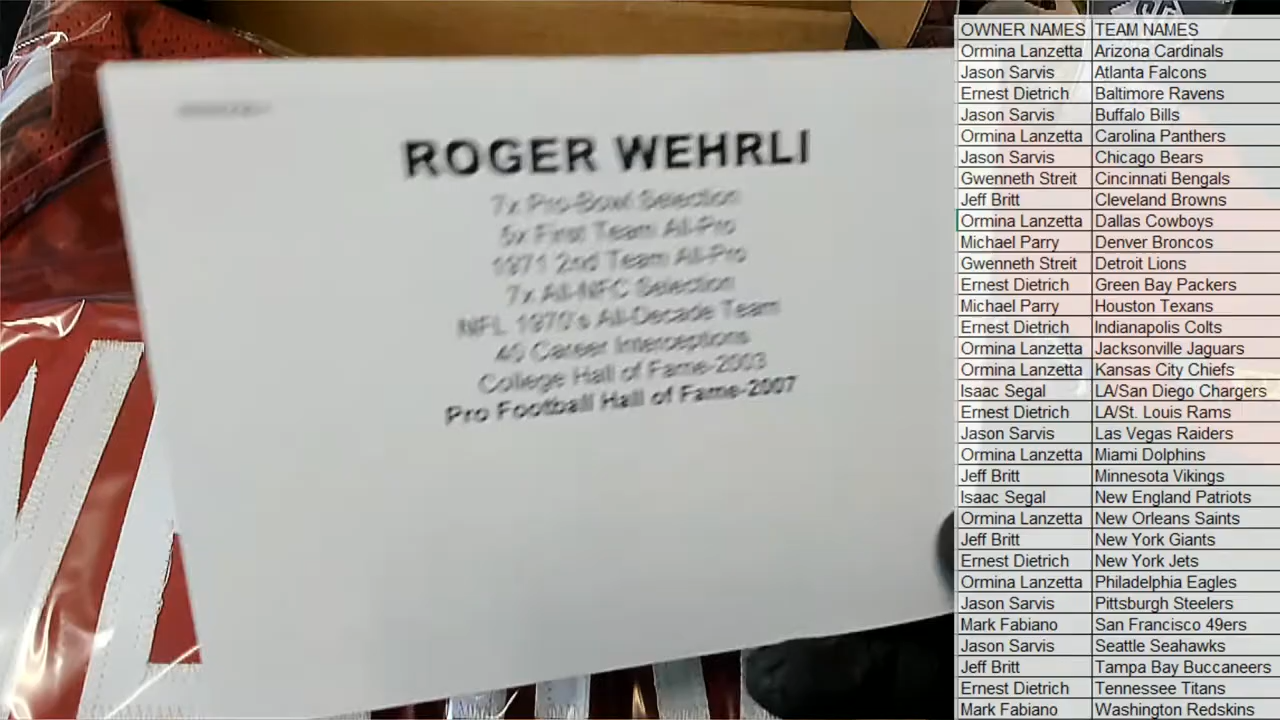 ROGER WEHRLI
7x Pro-Bowl Selection
5x First Team All-Pro
1971 2nd Team All-Pro
7x All-NFC Selection
NFL 1970's All-Decade Team
40 Career Interceptions
College Hall of Fame-2003
Pro Football Hall of Fame-2007
OWNER NAMES TEAM NAMES
Ormina Lanzetta Arizona Cardinals
Jason Sarvis Atlanta Falcons
Ernest Dietrich Baltimore Ravens
Jason Sarvis Buffalo Bills
Ormina Lanzetta Carolina Panthers
Jason Sarvis Chicago Bears
Gwenneth Streit Cincinnati Bengals
Jeff Britt Cleveland Browns
Ormina Lanzetta Dallas Cowboys
Michael Parry Denver Broncos
Gwenneth Streit Detroit Lions
Ernest Dietrich Green Bay Packers
Michael Parry Houston Texans
Ernest Dietrich Indianapolis Colts
Ormina Lanzetta Jacksonville Jaguars
Ormina Lanzetta Kansas City Chiefs
Isaac Segal LA/San Diego Chargers
Ernest Dietrich LA/St. Louis Rams
Jason Sarvis Las Vegas Raiders
Ormina Lanzetta Miami Dolphins
Jeff Britt Minnesota Vikings
Isaac Segal New England Patriots
Ormina Lanzetta New Orleans Saints
Jeff Britt New York Giants
Ernest Dietrich New York Jets
Ormina Lanzetta Philadelphia Eagles
Jason Sarvis Pittsburgh Steelers
Mark Fabiano San Francisco 49ers
Jason Sarvis Seattle Seahawks
Jeff Britt Tampa Bay Buccaneers
Ernest Dietrich Tennessee Titans
Mark Fabiano Washington Redskins